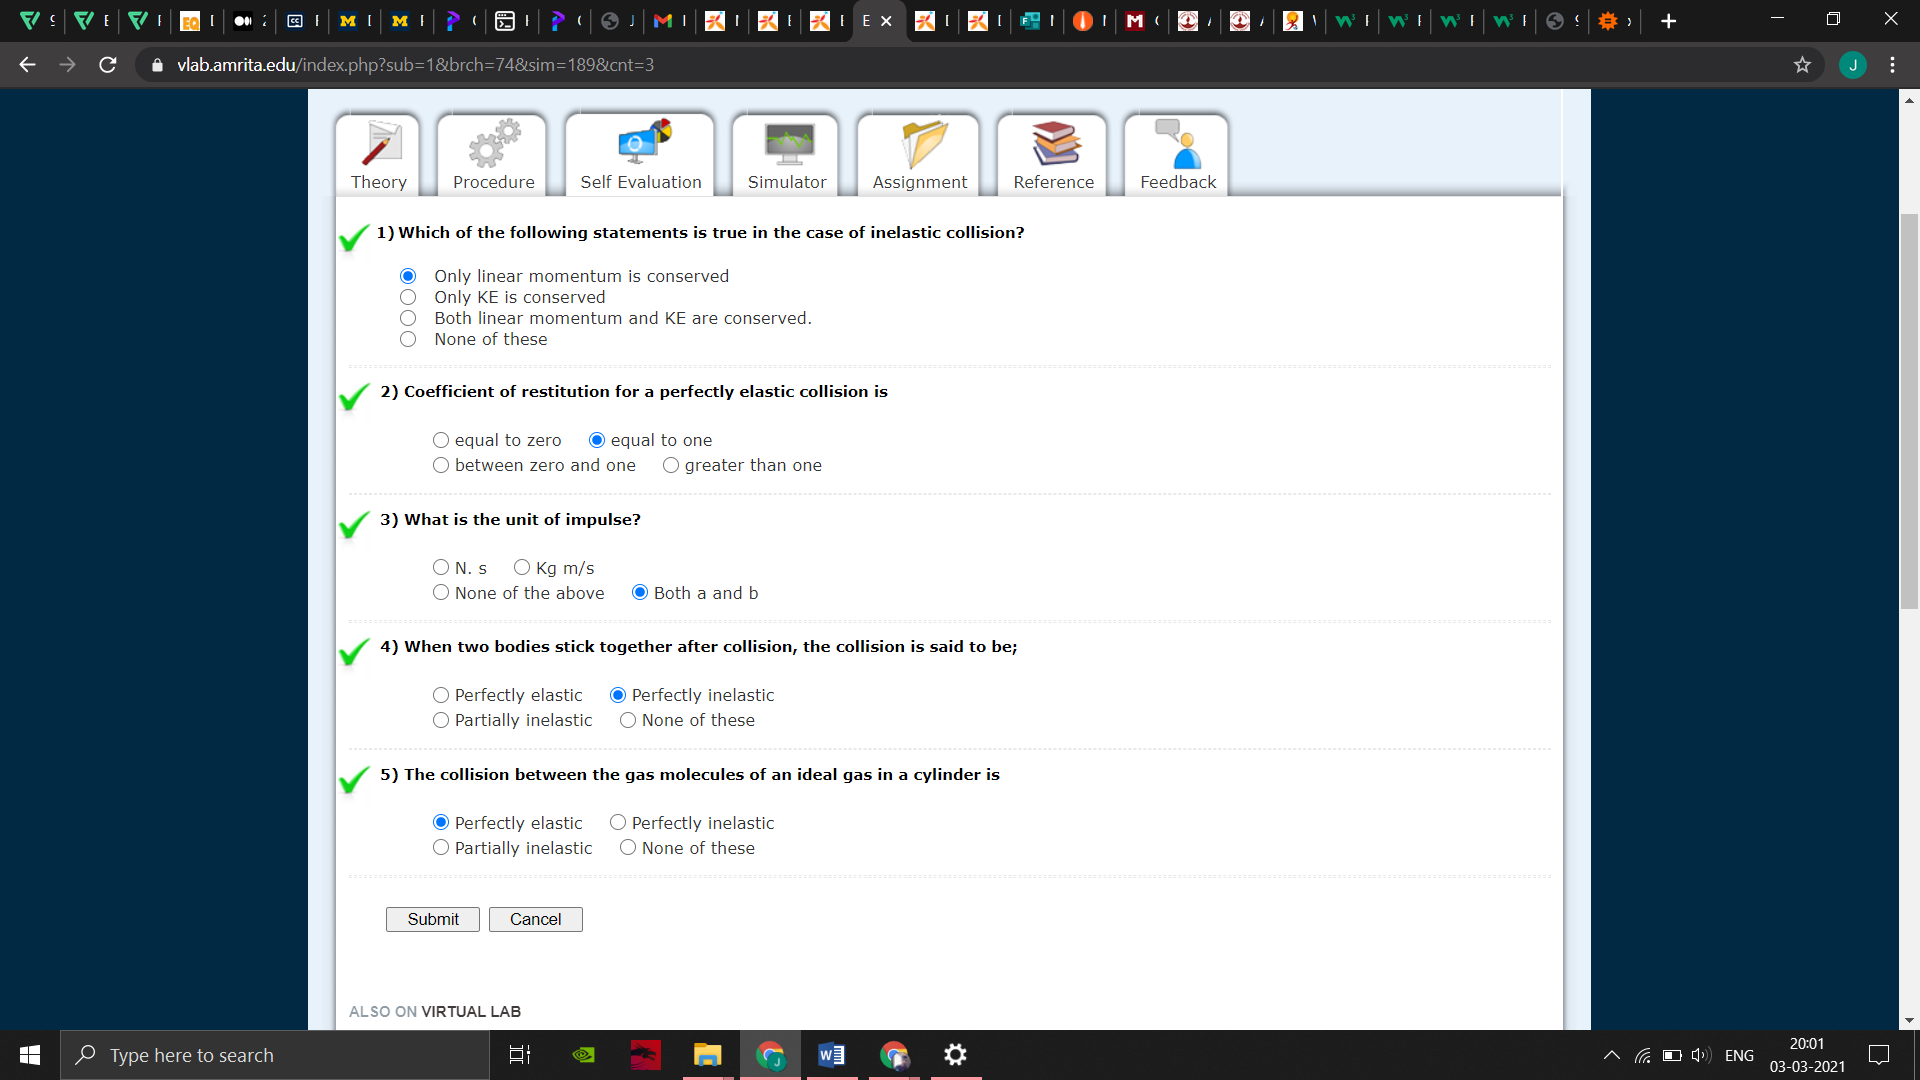 vlab.amrita.edu/index.php?sub=1&brch=74&sim=189&cnt=3
J
Theory
Procedure
Self Evaluation
Simulator
Assignment
Reference
Feedback
1) Which of the following statements is true in the case of inelastic collision?
Only linear momentum is conserved
Only KE is conserved
Both linear momentum and KE are conserved.
None of these
2) Coefficient of restitution for a perfectly elastic collision is
equal to zero equal to one
between zero and one greater than one
3) What is the unit of impulse?
N. s Kg m/s
None of the above Both a and b
4) When two bodies stick together after collision, the collision is said to be;
Perfectly elastic Perfectly inelastic
Partially inelastic None of these
5) The collision between the gas molecules of an ideal gas in a cylinder is
Perfectly elastic Perfectly inelastic
Partially inelastic None of these
Submit Cancel
ALSO ON VIRTUAL LAB
Type here to search
ENG
20:01
03-03-2021